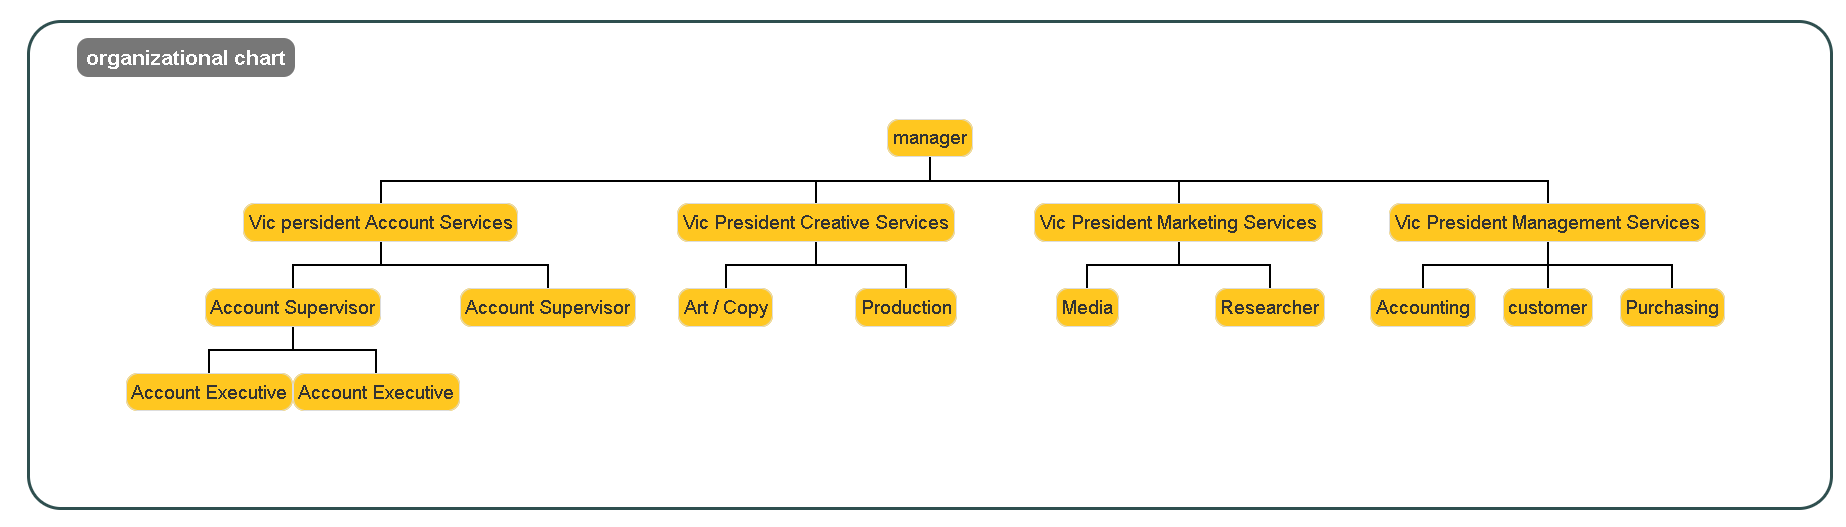 organizational chart
manager
Vic persident Account Services
Vic President Creative Services
Vic President Marketing Services
Vic President Management Services
Account Supervisor
Account Supervisor
Art / Copy
Production
Media
Researcher
Accounting
customer
Purchasing
Account Executive
Account Executive